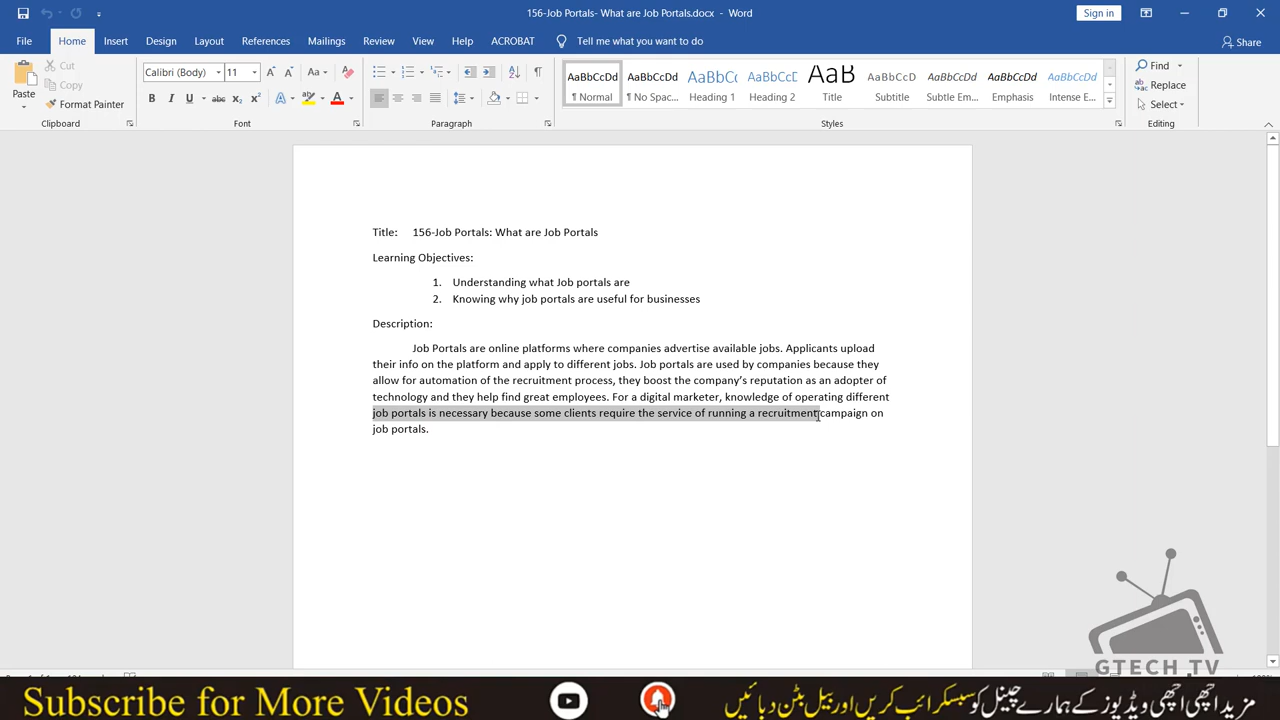 156-Job Portals- What are Job Portals.docx - Word
Sign in
File Home Insert Design Layout References Mailings Review View Help ACROBAT Tell me what you want to do Share
Paste
Cut
Copy
Format Painter
Clipboard
Calibri (Body) 11
Font
Paragraph
AaBbCcDd AaBbCcDd AaBbCc AaBbCcD AaB AaBbCcD AaBbCcDd AaBbCcDd AaBbCcDd
¶ Normal ¶ No Spac... Heading 1 Heading 2 Title Subtitle Subtle Em... Emphasis Intense E...
Styles
Find
Replace
Select
Editing
Title: 156-Job Portals: What are Job Portals
Learning Objectives:
1. Understanding what Job portals are
2. Knowing why job portals are useful for businesses
Description:
Job Portals are online platforms where companies advertise available jobs. Applicants upload
their info on the platform and apply to different jobs. Job portals are used by companies because they
allow for automation of the recruitment process, they boost the company’s reputation as an adopter of
technology and they help find great employees. For a digital marketer, knowledge of operating different
job portals is necessary because some clients require the service of running a recruitment campaign on
job portals.
GTECH.TV
Subscribe for More Videos
مزید اچھی اچھی ویڈیوز کے ہمارے چینل کو سبسکرائب کریں اور بیل بٹن دبائیں